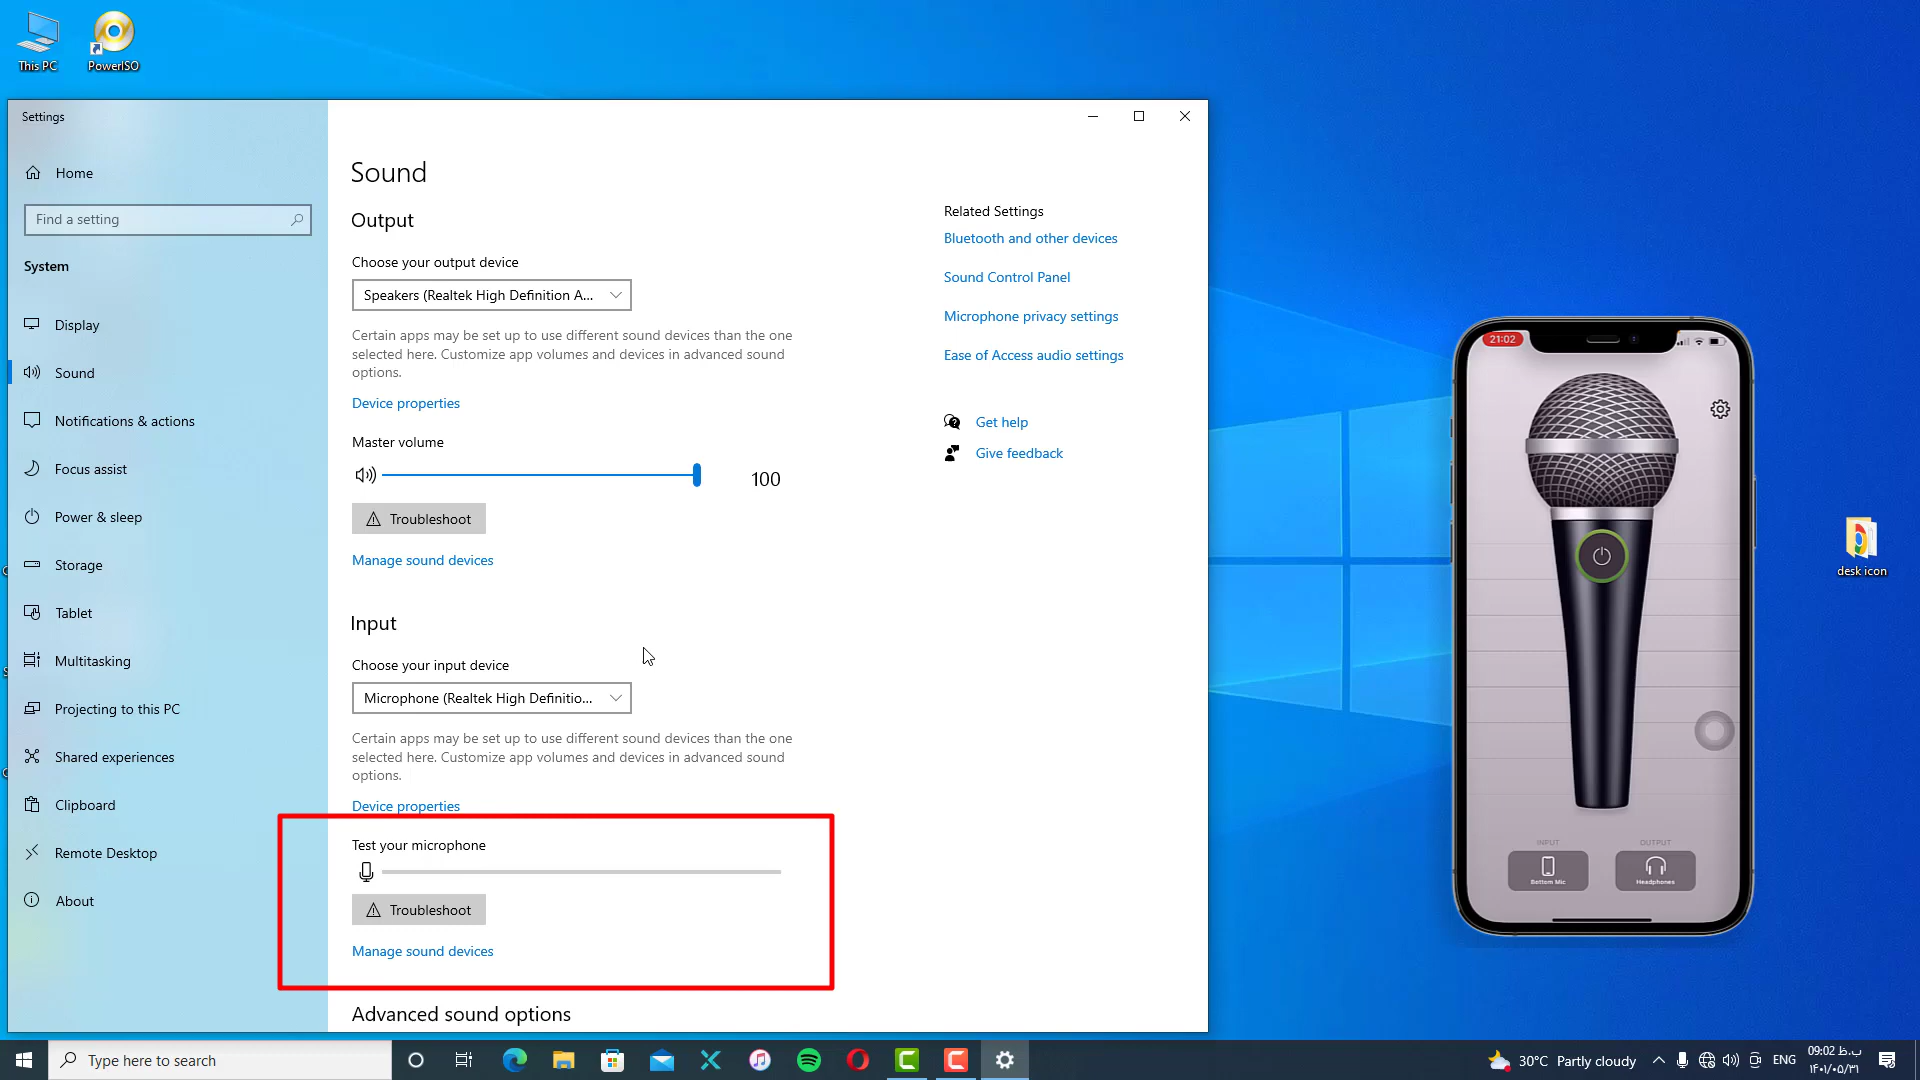 This PC
PowerISO
Settings
Home
Find a setting
System
Display
Sound
Notifications & actions
Focus assist
Power & sleep
Storage
Tablet
Multitasking
Projecting to this PC
Shared experiences
Clipboard
Remote Desktop
About
Sound
Output
Choose your output device
Speakers (Realtek High Definition A...
Certain apps may be set up to use different sound devices than the one
selected here. Customize app volumes and devices in advanced sound
options.
Device properties
Master volume
100
Troubleshoot
Manage sound devices
Input
Choose your input device
Microphone (Realtek High Definitio...
Certain apps may be set up to use different sound devices than the one
selected here. Customize app volumes and devices in advanced sound
options.
Device properties
Test your microphone
Troubleshoot
Manage sound devices
Advanced sound options
Related Settings
Bluetooth and other devices
Sound Control Panel
Microphone privacy settings
Ease of Access audio settings
Get help
Give feedback
21:02
INPUT
Bottom Mic
OUTPUT
Headphones
desk icon
Type here to search
30°C Partly cloudy
ENG
09:02 ب.ظ
۱۴۰۱/۰۵/۳۱